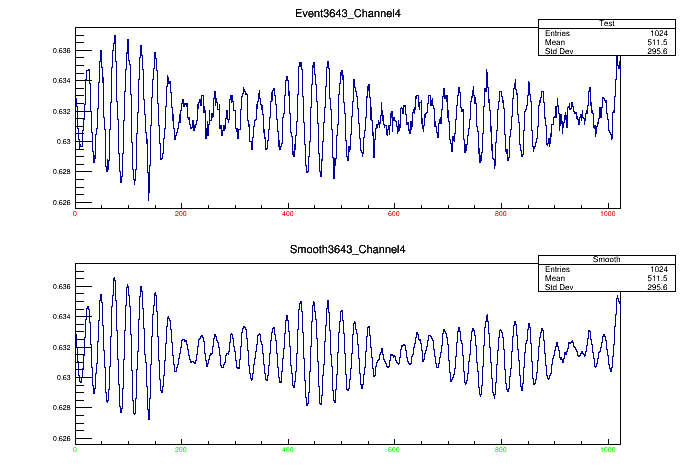 Event3643_Channel4
Test
Entries 1024
Mean 511.5
Std Dev 295.6
0.636
0.634
0.632
0.63
0.628
0.626
0 200 400 600 800 1000
Smooth3643_Channel4
Smooth
Entries 1024
Mean 511.5
Std Dev 295.6
0.636
0.634
0.632
0.63
0.628
0.626
0 200 400 600 800 1000